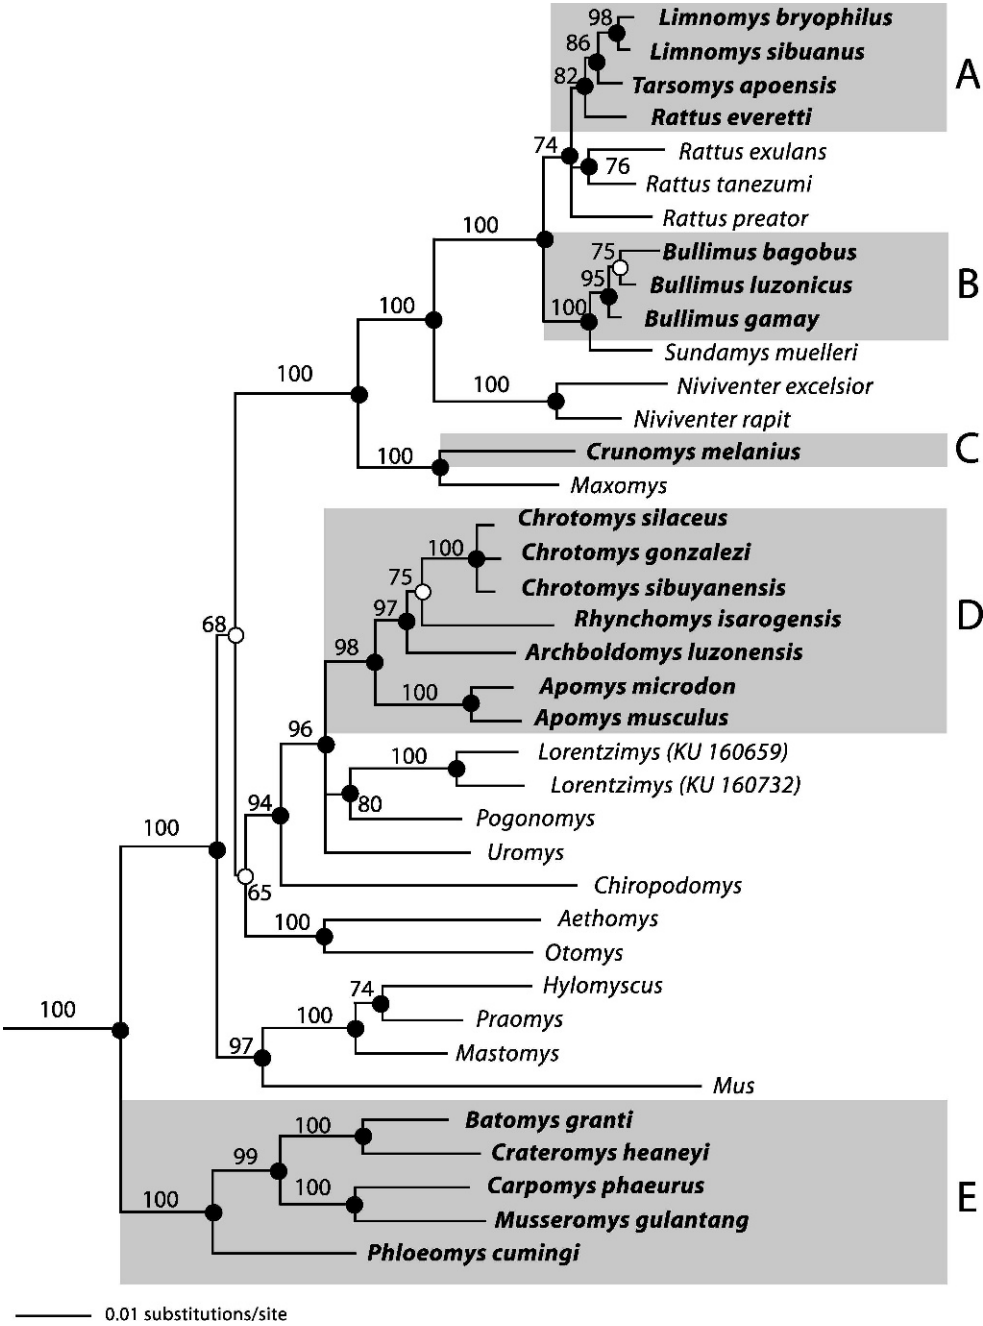 98 Limnomys bryophilus
86 Limnomys sibuanus
A
82 Tarsomys apoensis
Rattus everetti
74 Rattus exulans
76
Rattus tanezumi
Rattus preator
100
75 Bullimus bagobus
95 Bullimus luzonicus
B
100 Bullimus gamay
Sundamys muelleri
100
100 Niviventer excelsior
Niviventer rapit
100
Crunomys melanius
C
100
Maxomys
Chrotomys silaceus
100 Chrotomys gonzalezi
75 Chrotomys sibuyanensis
97 Rhynchomys isarogensis
D
68
98 Archboldomys luzonensis
100 Apomys microdon
Apomys musculus
96
100 Lorentzimys (KU 160659)
Lorentzimys (KU 160732)
94 80
Pogonomys
100
Uromys
65
Chiropodomys
100 Aethomys
Otomys
74 Hylomyscus
100
100 Praomys
97 Mastomys
Mus
100 Batomys granti
99 Crateromys heaneyi
100 Carpomys phaeurus
100
E
Musseromys gulantang
Phloeomys cumingi
0.01 substitutions/site